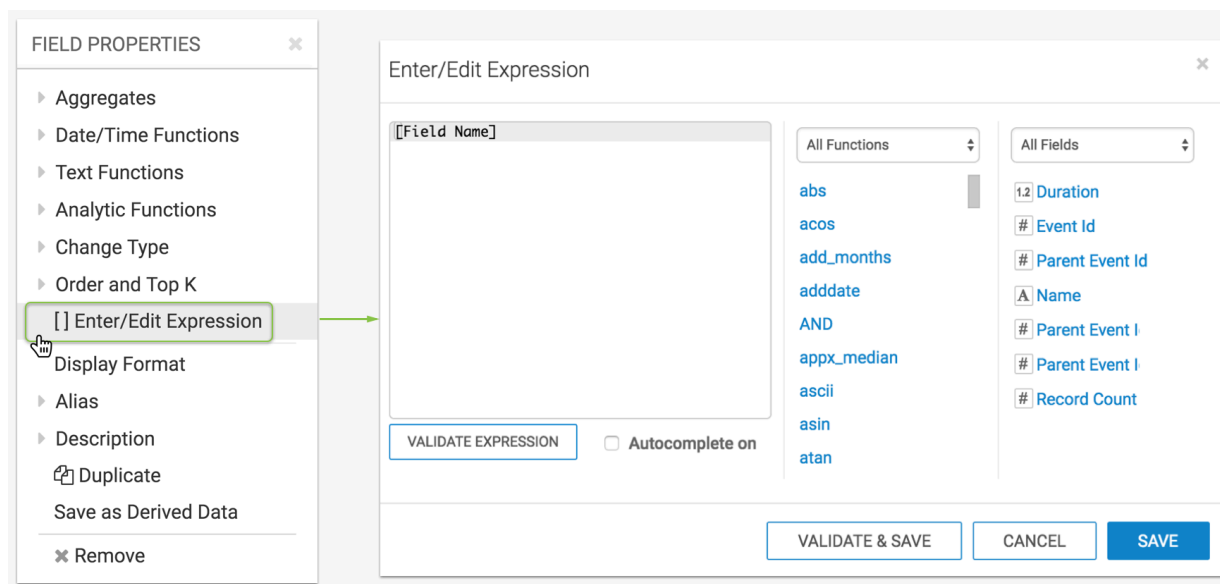 FIELD PROPERTIES
Aggregates
Date/Time Functions
Text Functions
Analytic Functions
Change Type
Order and Top K
[ ] Enter/Edit Expression
Display Format
Alias
Description
Duplicate
Save as Derived Data
Remove
Enter/Edit Expression
[Field Name]
VALIDATE EXPRESSION
Autocomplete on
All Functions
abs
acos
add_months
adddate
AND
appx_median
ascii
asin
atan
All Fields
1.2 Duration
# Event Id
# Parent Event Id
A Name
# Parent Event I
# Parent Event I
# Record Count
VALIDATE & SAVE
CANCEL
SAVE